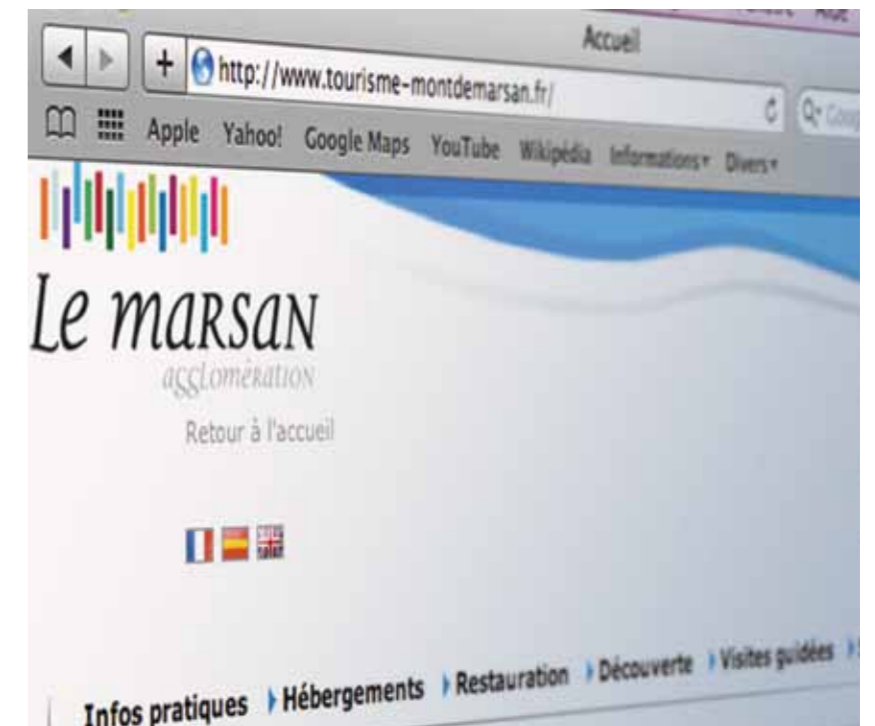 Accueil
http://www.tourisme-montdemarsan.fr/
Apple Yahoo! Google Maps YouTube Wikipédia Informations Divers
Le marsan
agglomération
Retour à l'accueil
Infos pratiques Hébergements Restauration Découverte Visites guidées